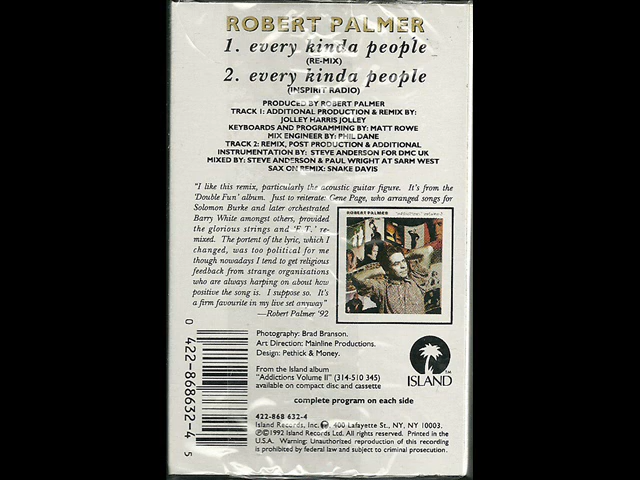 ROBERT PALMER
1. every kinda people
(RE-MIX)
2. every kinda people
(INSPIRIT RADIO)
PRODUCED BY ROBERT PALMER
TRACK 1: ADDITIONAL PRODUCTION & REMIX BY:
JOLLEY HARRIS JOLLEY
KEYBOARDS AND PROGRAMMING BY: MATT ROWE
MIX ENGINEER BY: PHIL DANE
TRACK 2: REMIX, POST PRODUCTION & ADDITIONAL
INSTRUMENTATION BY: STEVE ANDERSON FOR DMC UK
MIXED BY: STEVE ANDERSON & PAUL WRIGHT AT SARM WEST
SAX ON REMIX: SNAKE DAVIS
"I like this remix, particularly the acoustic guitar figure. It's from the
'Double Fun' album. Just to reiterate: Gene Page, who arranged songs for
Solomon Burke and later orchestrated
Barry White amongst others, provided
the glorious strings and 'E.T.' re-
mixed. The portent of the lyric, which I
changed, was too political for me
though nowadays I tend to get religious
feedback from strange organisations
who are always harping on about how
positive the song is. I suppose so. It's
a firm favourite in my live set anyway"
—Robert Palmer '92
ROBERT PALMER "addictions" volume 2
Photography: Brad Branson.
Art Direction: Mainline Productions.
Design: Pethick & Money.
From the Island album
"Addictions Volume II" (314-510 345)
available on compact disc and cassette
ISLAND
TM
complete program on each side
0 422-868632-4 5
422-868 632-4
Island Records, Inc. 400 Lafayette St., NY, NY 10003.
℗©1992 Island Records Ltd. All rights reserved. Printed in the
U.S.A. Warning: Unauthorized reproduction of this recording
is prohibited by federal law and subject to criminal prosecution.